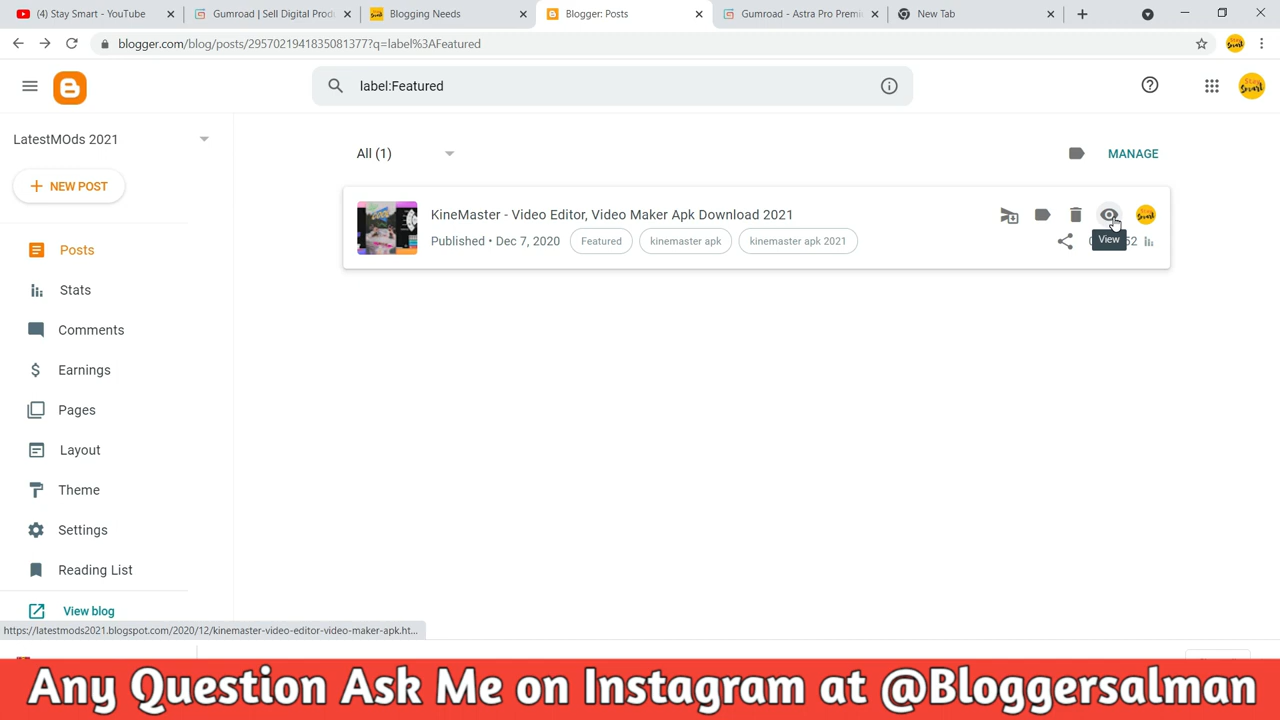 (4) Stay Smart - YouTube
Gumroad | Sell Digital Prod
Blogging Needs
Blogger: Posts
Gumroad - Astra Pro Premi
New Tab
blogger.com/blog/posts/2957021941835081377?q=label%3AFeatured
label:Featured
LatestMOds 2021
All (1)
MANAGE
NEW POST
KineMaster - Video Editor, Video Maker Apk Download 2021
Published • Dec 7, 2020
Featured
kinemaster apk
kinemaster apk 2021
View
Posts
Stats
Comments
Earnings
Pages
Layout
Theme
Settings
Reading List
View blog
https://latestmods2021.blogspot.com/2020/12/kinemaster-video-editor-video-maker-apk.ht...
Any Question Ask Me on Instagram at @Bloggersalman